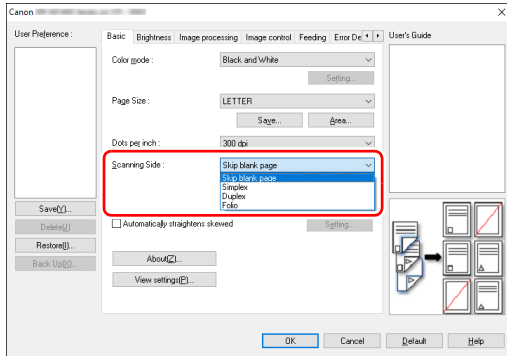 Canon
User Preference :
Basic Brightness Image processing Image control Feeding Error De
User's Guide
Color mode : Black and White
Setting...
Page Size : LETTER
Save... Area...
Dots per inch : 300 dpi
Scanning Side : Skip blank page
Skip blank page
Simplex
Duplex
Folio
Save(Y)...
Delete(J)
Restore(I)...
Back Up(K)...
Automatically straightens skewed
Setting...
About(Z)...
View settings(P)...
OK Cancel Default Help